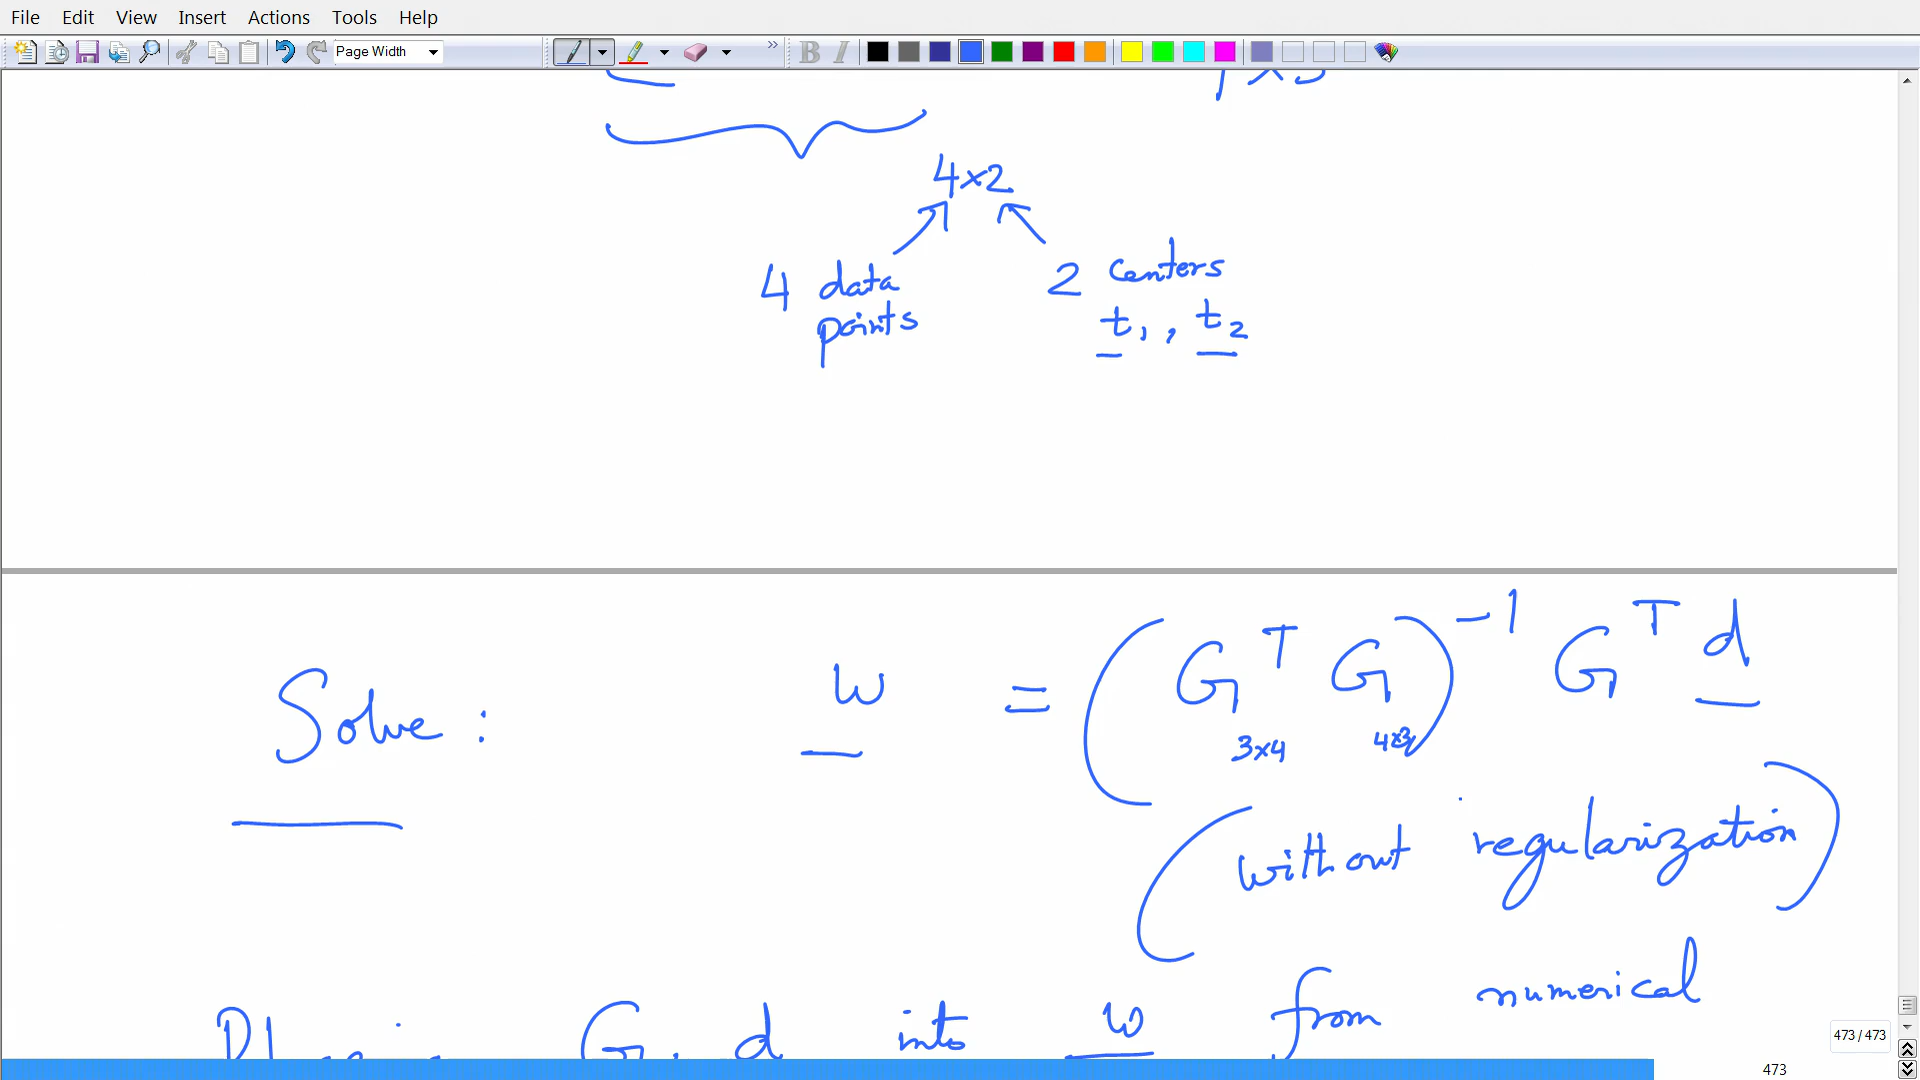 File Edit View Insert Actions Tools Help
Page Width
B I
4×2
4 data points
2 centers
t₁, t₂
Solve: w = (Gᵀ G)⁻¹ Gᵀ d
3×4 4×3
(without regularization)
G, d into w from numerical
473 / 473
473